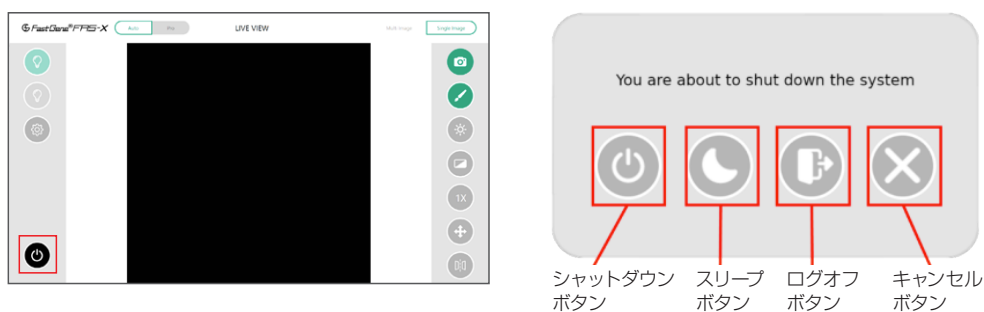 FastGene®FAS-X
Auto
LIVE VIEW
Multi Image
Single Image
1X
You are about to shut down the system
シャットダウン
ボタン
スリープ
ボタン
ログオフ
ボタン
キャンセル
ボタン